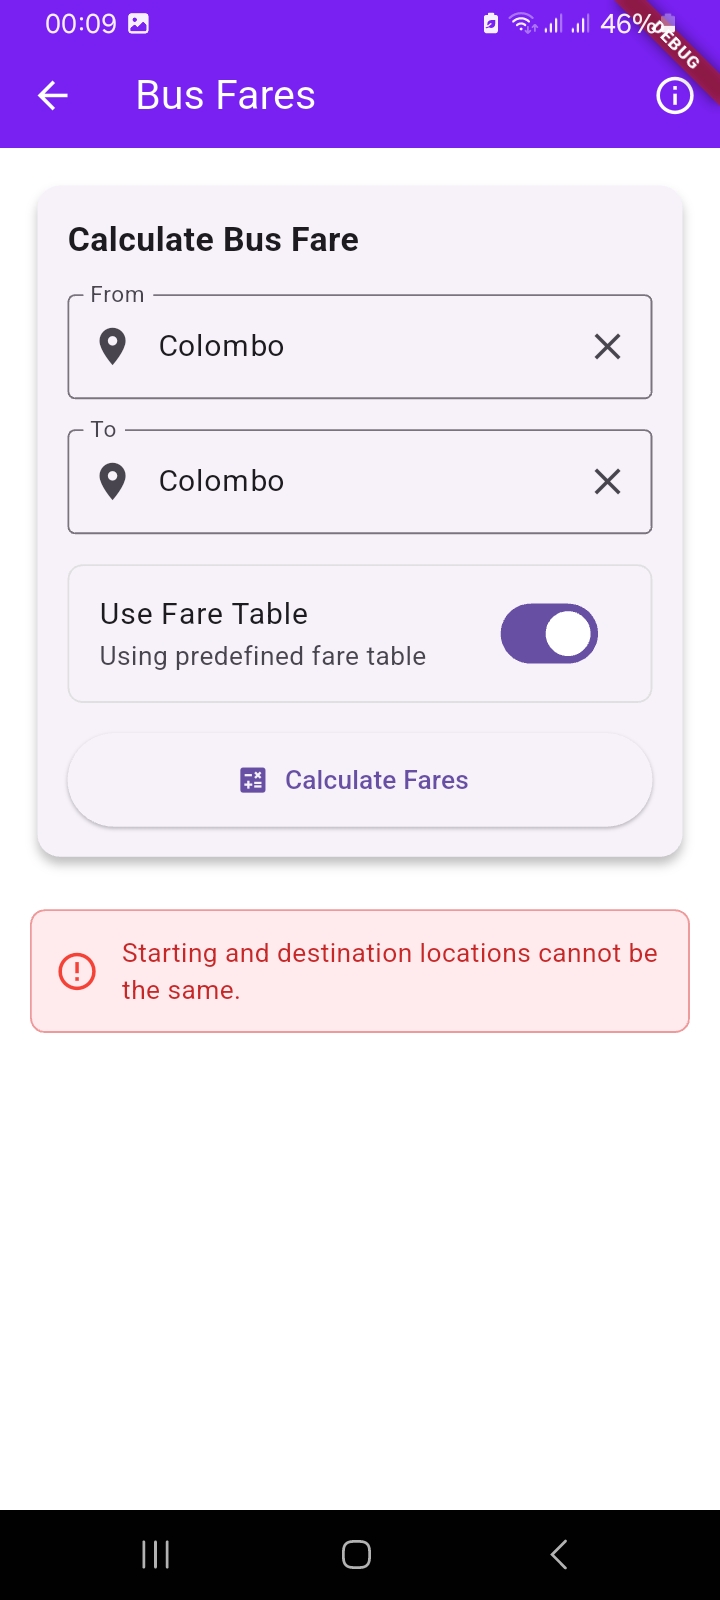 00:09
46%
DEBUG
Bus Fares
Calculate Bus Fare
From
Colombo
To
Colombo
Use Fare Table
Using predefined fare table
Calculate Fares
Starting and destination locations cannot be
the same.